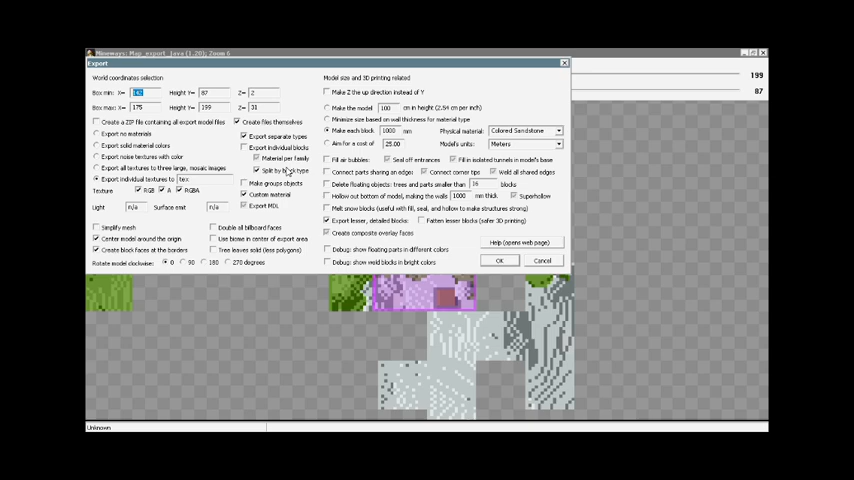 Mineways: Map_export_java (1.20); Zoom 6
Export
World coordinates selection
Box min: X= 142 Height Y= 87 Z= 2
Box max: X= 175 Height Y= 199 Z= 31
Create a ZIP file containing all export model files
Create files themselves
Export no materials
Export separate types
Export solid material colors
Export individual blocks
Export noise textures with color
Material per family
Export all textures to three large, mosaic images
Split by block type
Export individual textures to tex
Make groups objects
Texture RGB A RGBA
Custom material
Light n/a Surface emit n/a
Export MDL
Simplify mesh
Double all billboard faces
Center model around the origin
Use biome in center of export area
Create block faces at the borders
Tree leaves solid (less polygons)
Rotate model clockwise: 0 90 180 270 degrees
Model size and 3D printing related
Make Z the up direction instead of Y
Make the model 100 cm in height (2.54 cm per inch)
Minimize size based on wall thickness for material type
Make each block 1000 mm Physical material: Colored Sandstone
Aim for a cost of 25.00 Model's units: Meters
Fill air bubbles: Seal off entrances Fill in isolated tunnels in model's base
Connect parts sharing an edge: Connect corner tips Weld all shared edges
Delete floating objects: trees and parts smaller than 16 blocks
Hollow out bottom of model, making the walls 1000 mm thick Superhollow
Melt snow blocks (useful with fill, seal, and hollow to make structures strong)
Export lesser, detailed blocks: Fatten lesser blocks (safer 3D printing)
Create composite overlay faces
Help (opens web page)
Debug: show floating parts in different colors
Debug: show weld blocks in bright colors
OK Cancel
199
87
Unknown